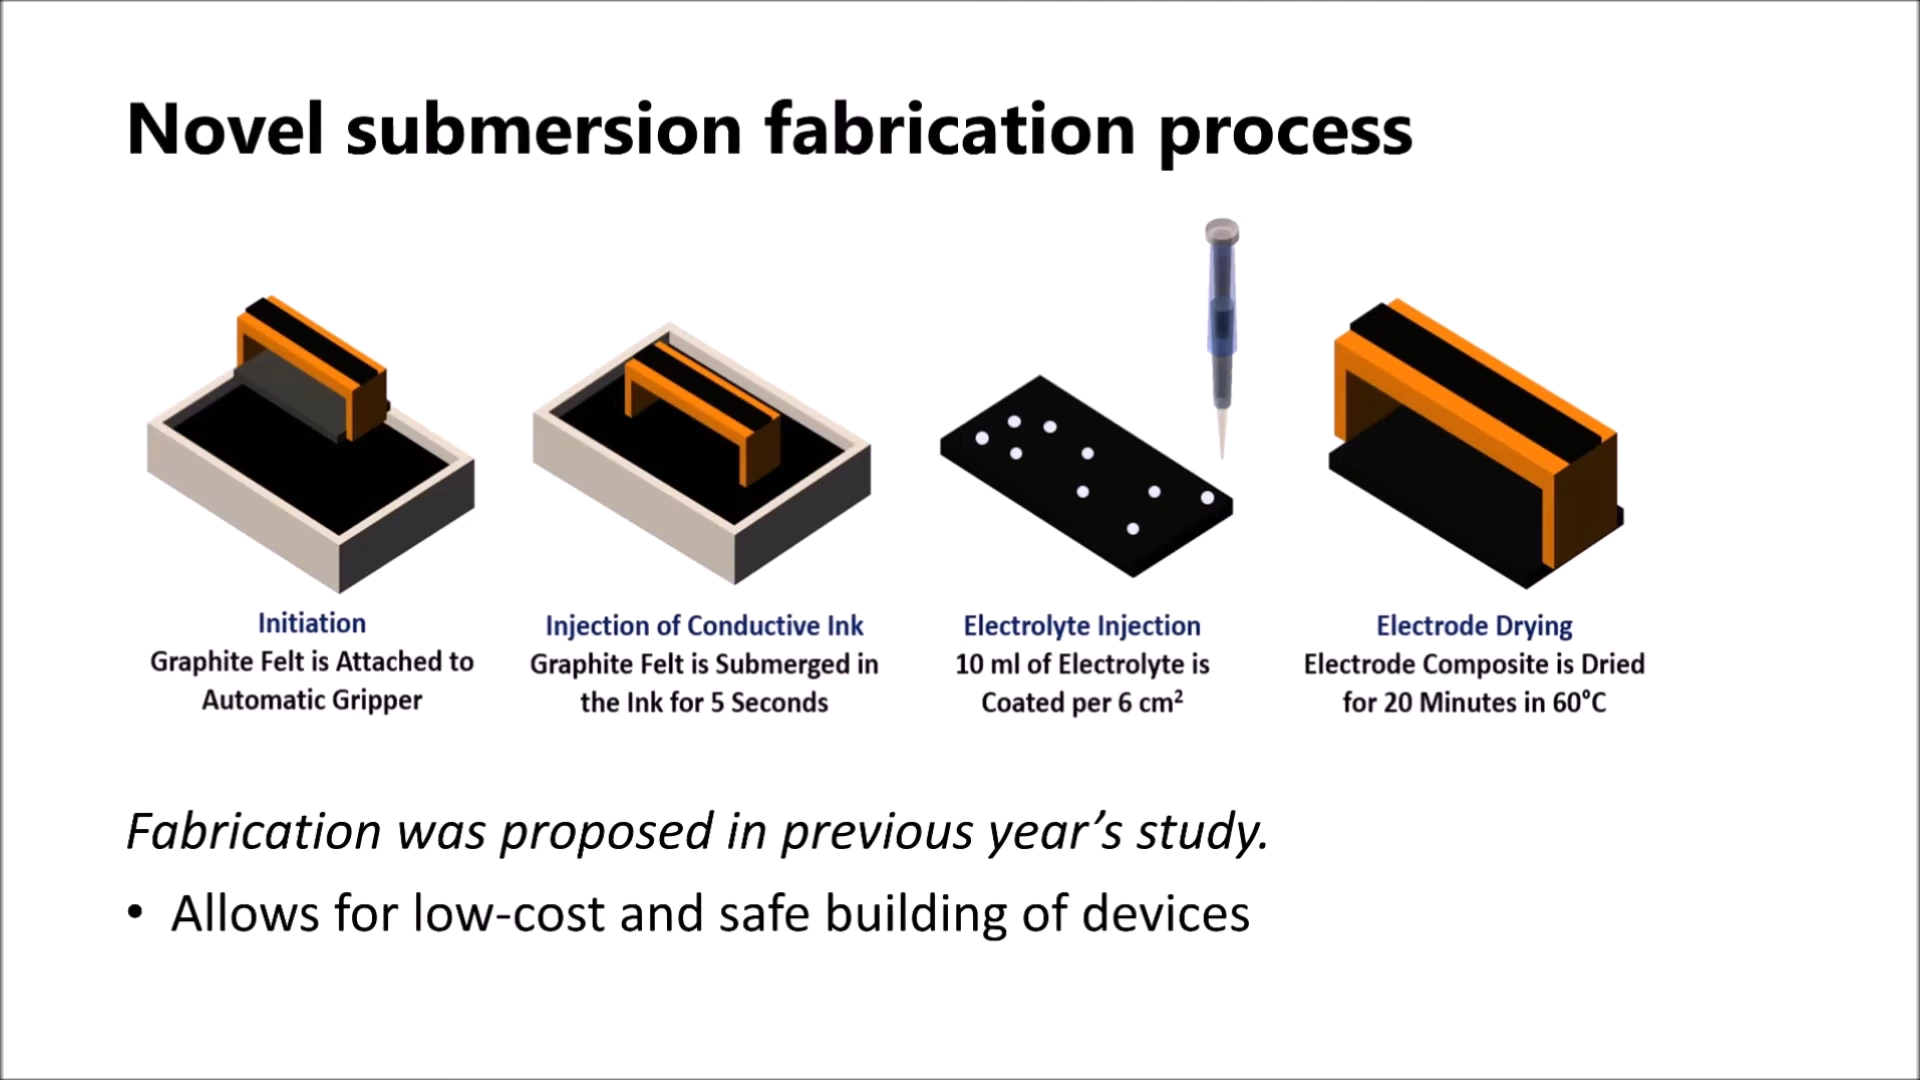 Novel submersion fabrication process
Initiation
Graphite Felt is Attached to
Automatic Gripper
Injection of Conductive Ink
Graphite Felt is Submerged in
the Ink for 5 Seconds
Electrolyte Injection
10 ml of Electrolyte is
Coated per 6 cm²
Electrode Drying
Electrode Composite is Dried
for 20 Minutes in 60°C
Fabrication was proposed in previous year’s study.
• Allows for low-cost and safe building of devices